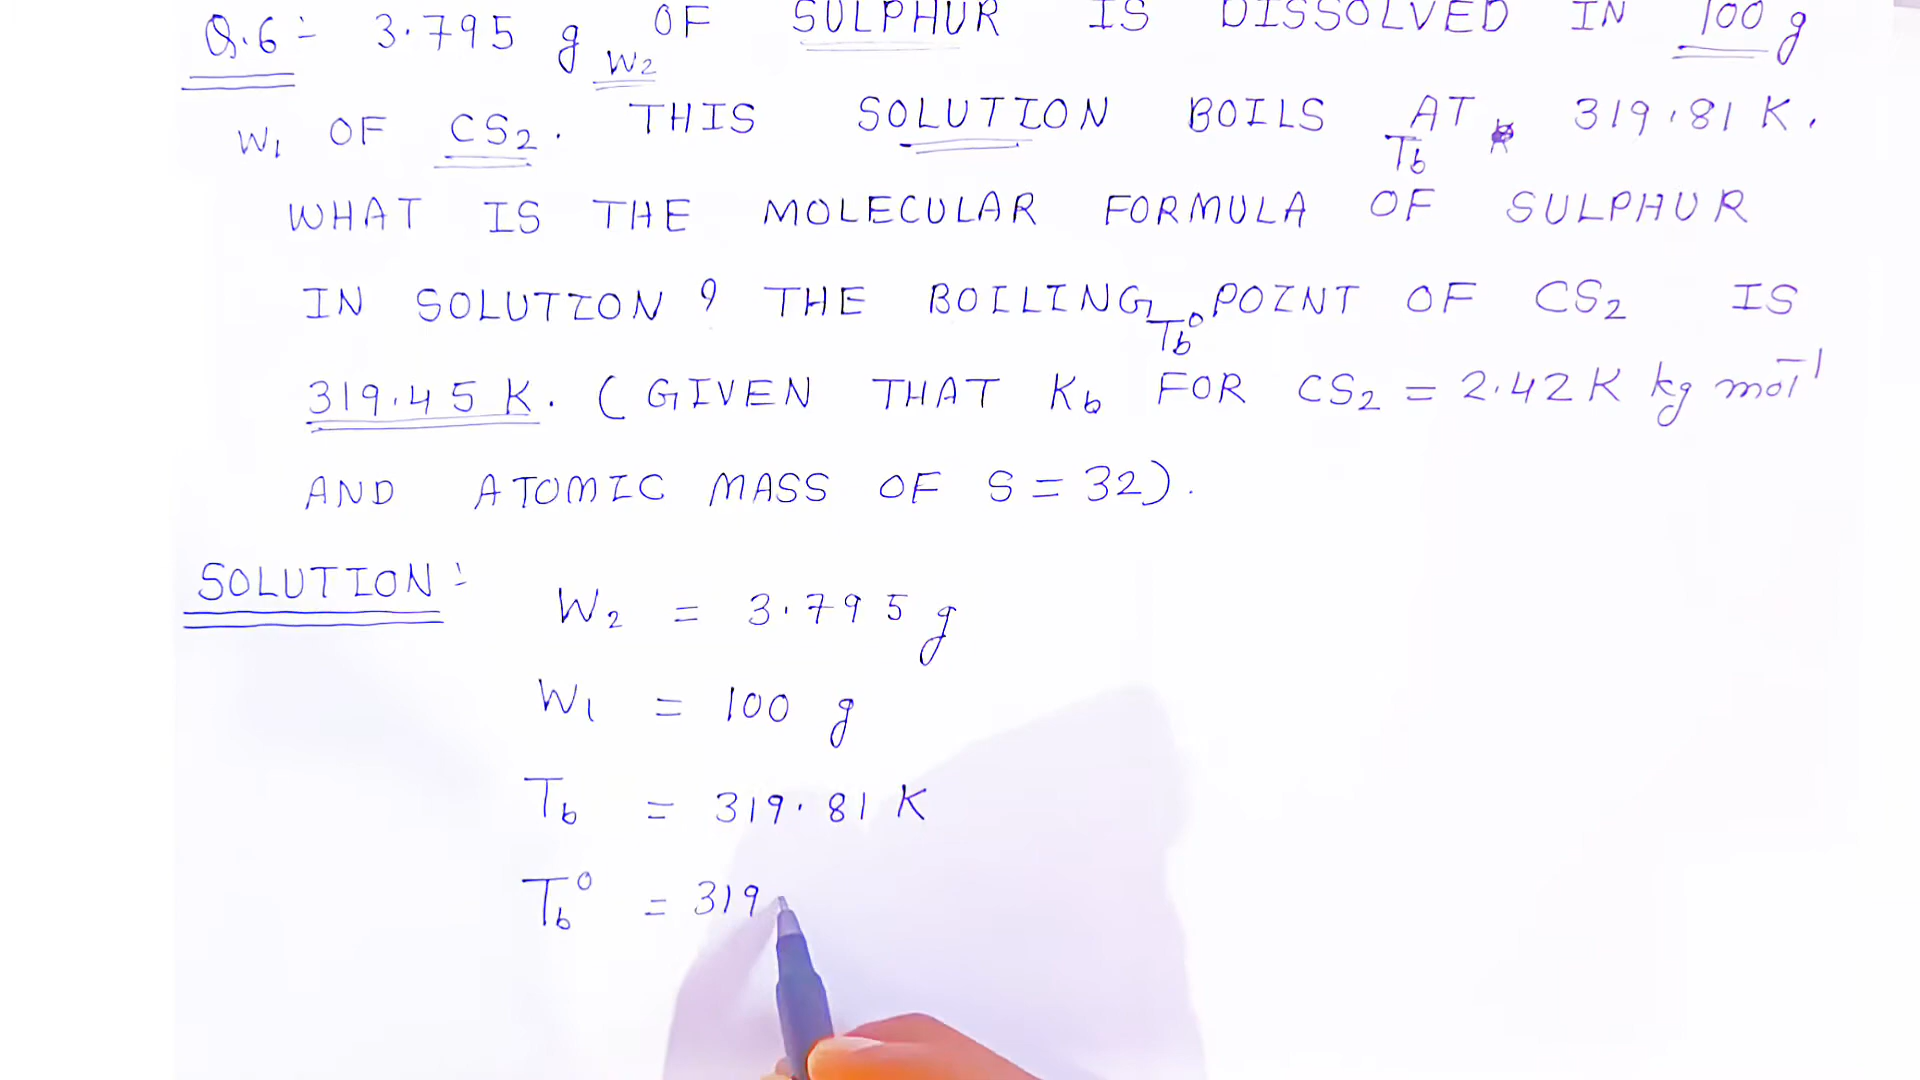 Q.6:- 3.795 g OF SULPHUR IS DISSOLVED IN 100 g
W2
W1 OF CS2. THIS SOLUTION BOILS AT 319.81 K.
Tb
WHAT IS THE MOLECULAR FORMULA OF SULPHUR
IN SOLUTION ? THE BOILING POINT OF CS2 IS
Tb°
319.45 K. (GIVEN THAT Kb FOR CS2 = 2.42 K kg mol⁻¹
AND ATOMIC MASS OF S = 32).
SOLUTION:-
W2 = 3.795 g
W1 = 100 g
Tb = 319.81 K
Tb° = 319